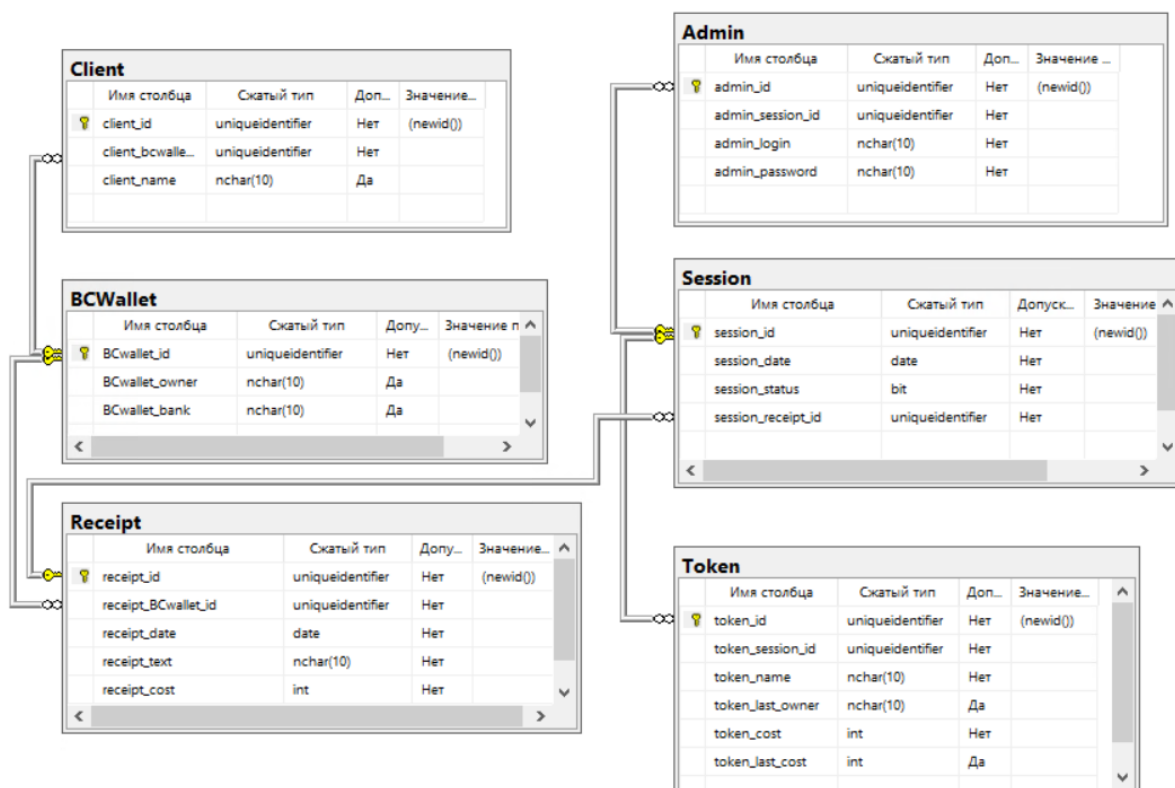 Client
Имя столбца Сжатый тип Доп... Значение...
client_id uniqueidentifier Нет (newid())
client_bcwalle... uniqueidentifier Нет
client_name nchar(10) Да
BCWallet
Имя столбца Сжатый тип Допу... Значение п
BCwallet_id uniqueidentifier Нет (newid())
BCwallet_owner nchar(10) Да
BCwallet_bank nchar(10) Да
Receipt
Имя столбца Сжатый тип Допу... Значение...
receipt_id uniqueidentifier Нет (newid())
receipt_BCwallet_id uniqueidentifier Нет
receipt_date date Нет
receipt_text nchar(10) Нет
receipt_cost int Нет
Admin
Имя столбца Сжатый тип Доп... Значение ...
admin_id uniqueidentifier Нет (newid())
admin_session_id uniqueidentifier Нет
admin_login nchar(10) Нет
admin_password nchar(10) Нет
Session
Имя столбца Сжатый тип Допуск... Значение
session_id uniqueidentifier Нет (newid())
session_date date Нет
session_status bit Нет
session_receipt_id uniqueidentifier Нет
Token
Имя столбца Сжатый тип Доп... Значение...
token_id uniqueidentifier Нет (newid())
token_session_id uniqueidentifier Нет
token_name nchar(10) Нет
token_last_owner nchar(10) Да
token_cost int Нет
token_last_cost int Да